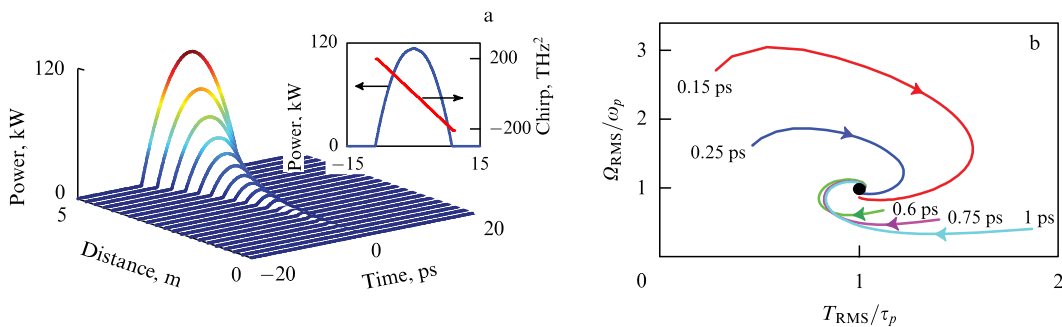 a
120
Power, kW
0
5
Distance, m
0
−20
0
Time, ps
20
120
Power, kW
0
−15
15
200
−200
Chirp, THz²
b
3
2
1
0
Ω_RMS/ω_p
0.15 ps
0.25 ps
0.6 ps
0.75 ps
1 ps
1
2
T_RMS/τ_p